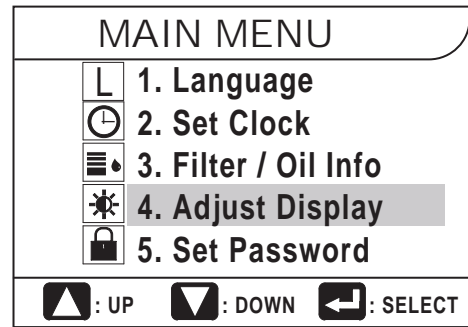 MAIN MENU
L 1. Language
2. Set Clock
3. Filter / Oil Info
4. Adjust Display
5. Set Password
: UP : DOWN : SELECT